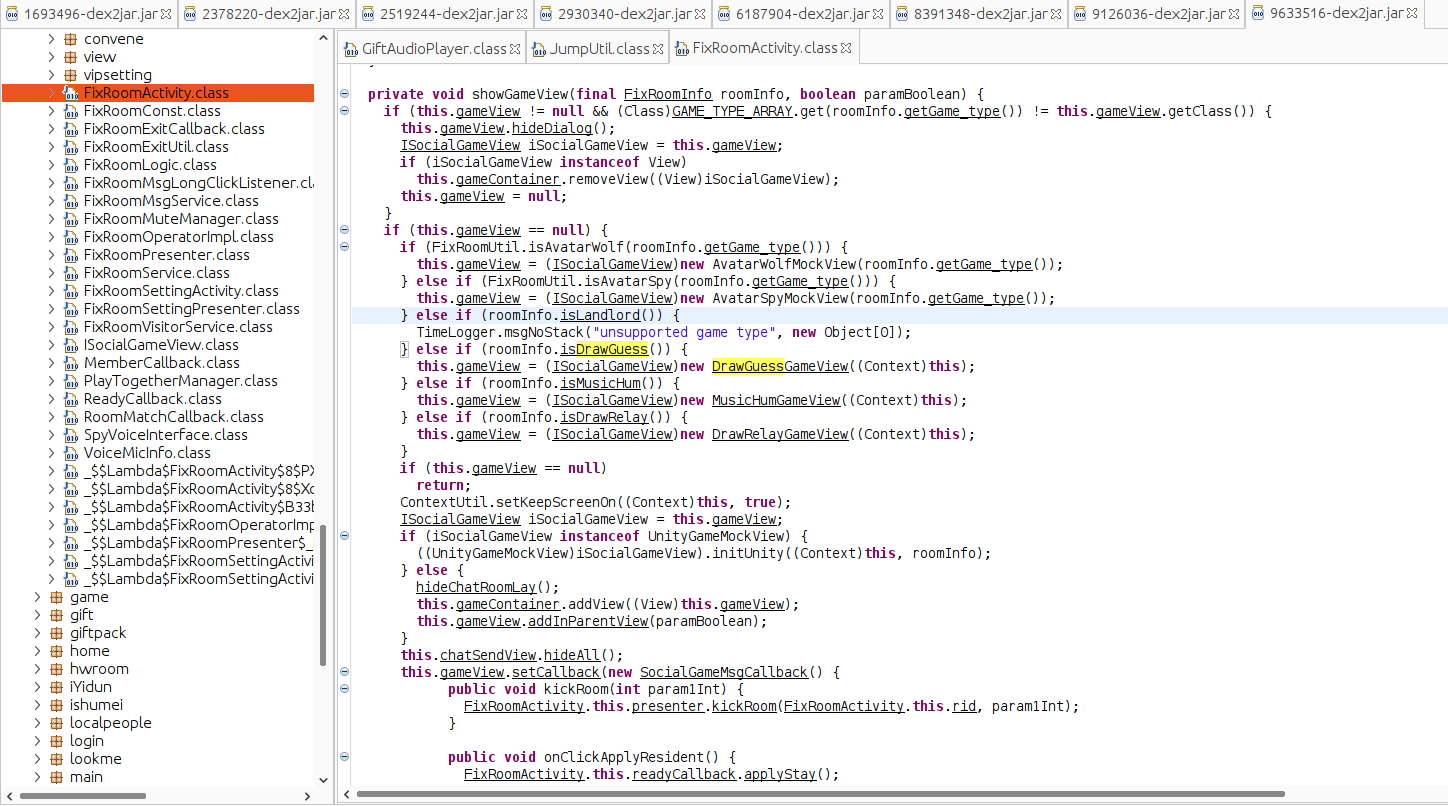 1693496-dex2jar.jar 2378220-dex2jar.jar 2519244-dex2jar.jar 2930340-dex2jar.jar 6187904-dex2jar.jar 8391348-dex2jar.jar 9126036-dex2jar.jar 9633516-dex2jar.jar
convene
view
vipsetting
FixRoomActivity.class
FixRoomConst.class
FixRoomExitCallback.class
FixRoomExitUtil.class
FixRoomLogic.class
FixRoomMsgLongClickListener.cl
FixRoomMsgService.class
FixRoomMuteManager.class
FixRoomOperatorImpl.class
FixRoomPresenter.class
FixRoomService.class
FixRoomSettingActivity.class
FixRoomSettingPresenter.class
FixRoomVisitorService.class
ISocialGameView.class
MemberCallback.class
PlayTogetherManager.class
ReadyCallback.class
RoomMatchCallback.class
SpyVoiceInterface.class
VoiceMicInfo.class
_$$Lambda$FixRoomActivity$8$PX
_$$Lambda$FixRoomActivity$8$Xc
_$$Lambda$FixRoomActivity$B33b
_$$Lambda$FixRoomOperatorImp
_$$Lambda$FixRoomPresenter$_
_$$Lambda$FixRoomSettingActivi
_$$Lambda$FixRoomSettingActivi
game
gift
giftpack
home
hwroom
iYidun
ishumei
localpeople
login
lookme
main
GiftAudioPlayer.class JumpUtil.class FixRoomActivity.class
private void showGameView(final FixRoomInfo roomInfo, boolean paramBoolean) {
if (this.gameView != null && (Class)GAME_TYPE_ARRAY.get(roomInfo.getGame_type()) != this.gameView.getClass()) {
this.gameView.hideDialog();
ISocialGameView iSocialGameView = this.gameView;
if (iSocialGameView instanceof View)
this.gameContainer.removeView((View)iSocialGameView);
this.gameView = null;
}
if (this.gameView == null) {
if (FixRoomUtil.isAvatarWolf(roomInfo.getGame_type())) {
this.gameView = (ISocialGameView)new AvatarWolfMockView(roomInfo.getGame_type());
} else if (FixRoomUtil.isAvatarSpy(roomInfo.getGame_type())) {
this.gameView = (ISocialGameView)new AvatarSpyMockView(roomInfo.getGame_type());
} else if (roomInfo.isLandlord()) {
TimeLogger.msgNoStack("unsupported game type", new Object[0]);
} else if (roomInfo.isDrawGuess()) {
this.gameView = (ISocialGameView)new DrawGuessGameView((Context)this);
} else if (roomInfo.isMusicHum()) {
this.gameView = (ISocialGameView)new MusicHumGameView((Context)this);
} else if (roomInfo.isDrawRelay()) {
this.gameView = (ISocialGameView)new DrawRelayGameView((Context)this);
}
if (this.gameView == null)
return;
ContextUtil.setKeepScreenOn((Context)this, true);
ISocialGameView iSocialGameView = this.gameView;
if (iSocialGameView instanceof UnityGameMockView) {
((UnityGameMockView)iSocialGameView).initUnity((Context)this, roomInfo);
} else {
hideChatRoomLay();
this.gameContainer.addView((View)this.gameView);
this.gameView.addInParentView(paramBoolean);
}
this.chatSendView.hideAll();
this.gameView.setCallback(new SocialGameMsgCallback() {
public void kickRoom(int param1Int) {
FixRoomActivity.this.presenter.kickRoom(FixRoomActivity.this.rid, param1Int);
}
public void onClickApplyResident() {
FixRoomActivity.this.readyCallback.applyStay();